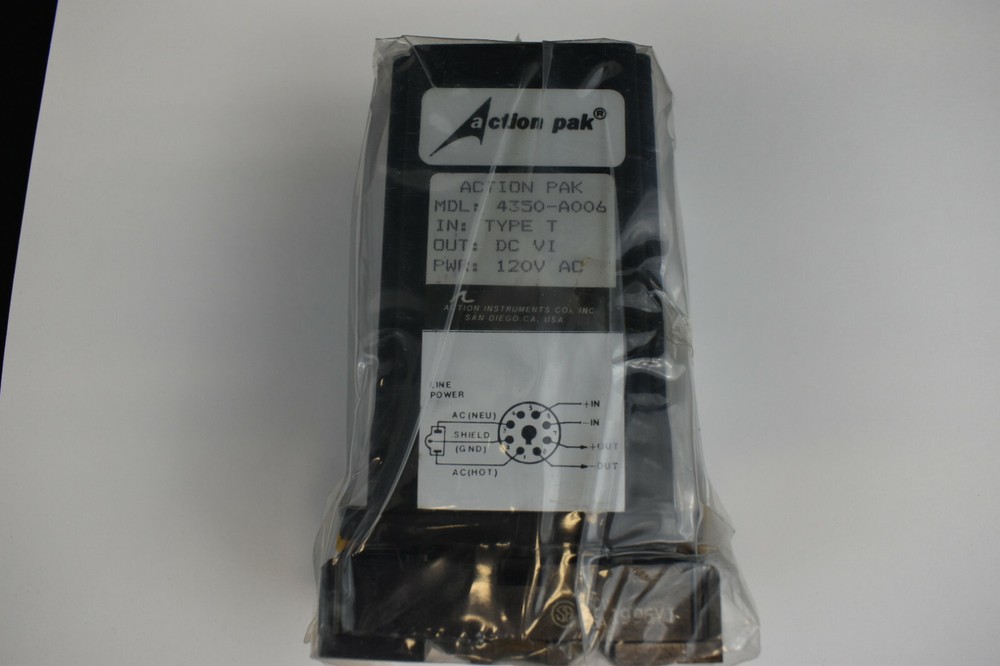 action pak®
ACTION PAK
MDL: 4350-A006
IN: TYPE T
OUT: DC VI
PWR: 120V AC
ACTION INSTRUMENTS CO., INC.
SAN DIEGO, CA. USA
LINE
POWER
AC(NEU)
SHIELD
(GND)
AC(HOT)
+IN
-IN
+OUT
-OUT